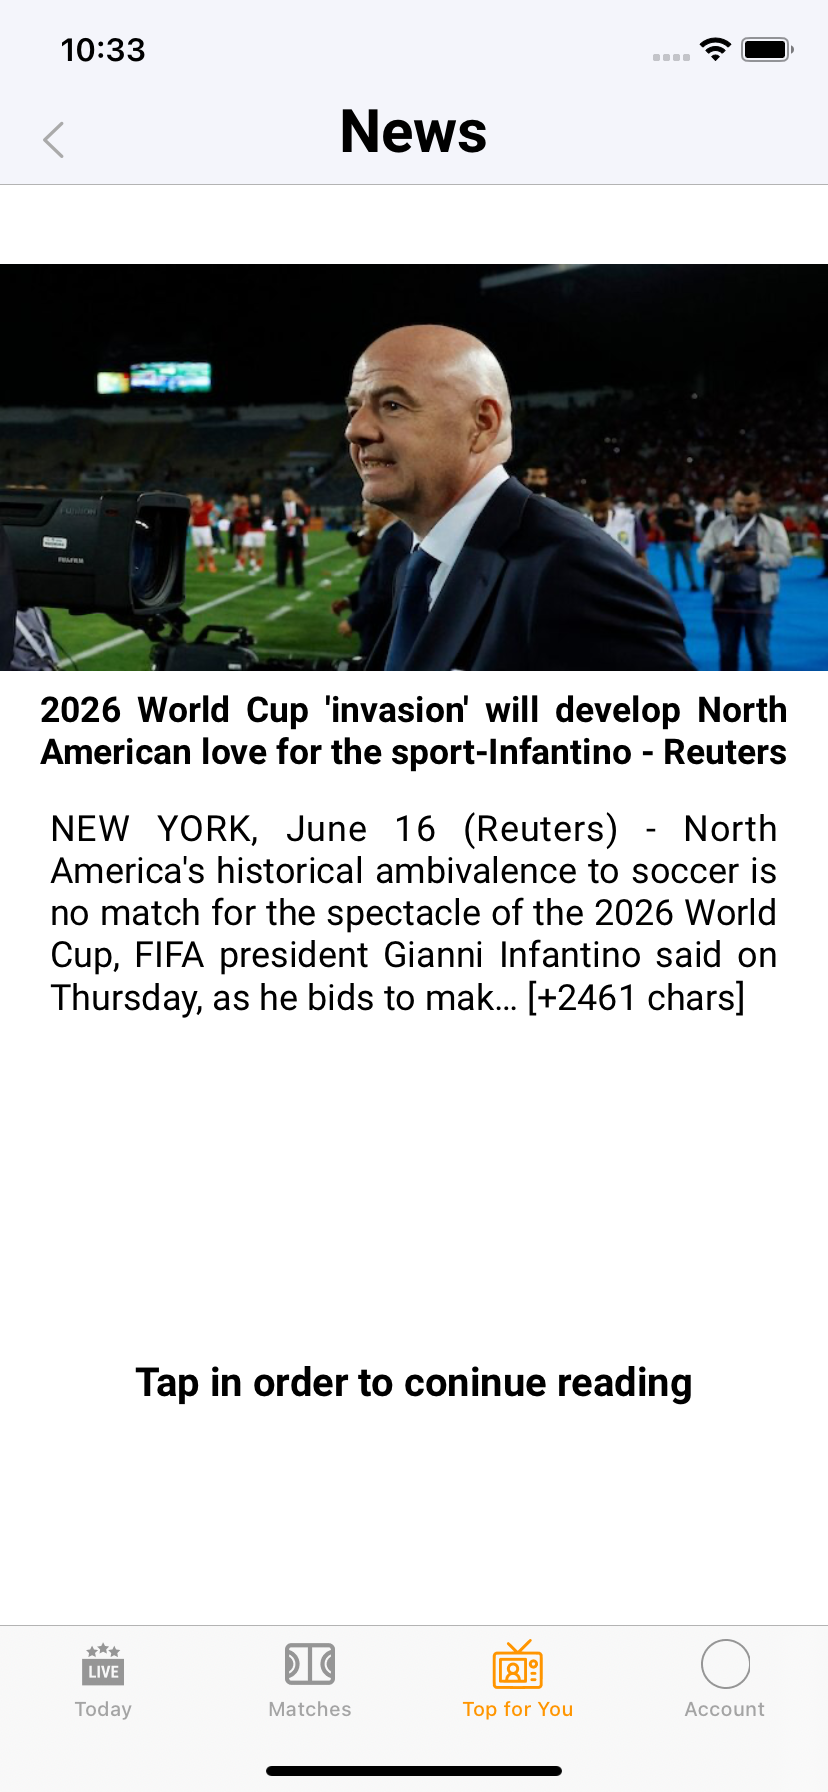 10:33
News
FUJIFILM
2026 World Cup 'invasion' will develop North
American love for the sport-Infantino - Reuters
NEW YORK, June 16 (Reuters) - North
America's historical ambivalence to soccer is
no match for the spectacle of the 2026 World
Cup, FIFA president Gianni Infantino said on
Thursday, as he bids to mak… [+2461 chars]
Tap in order to coninue reading
LIVE
Today
Matches
Top for You
Account